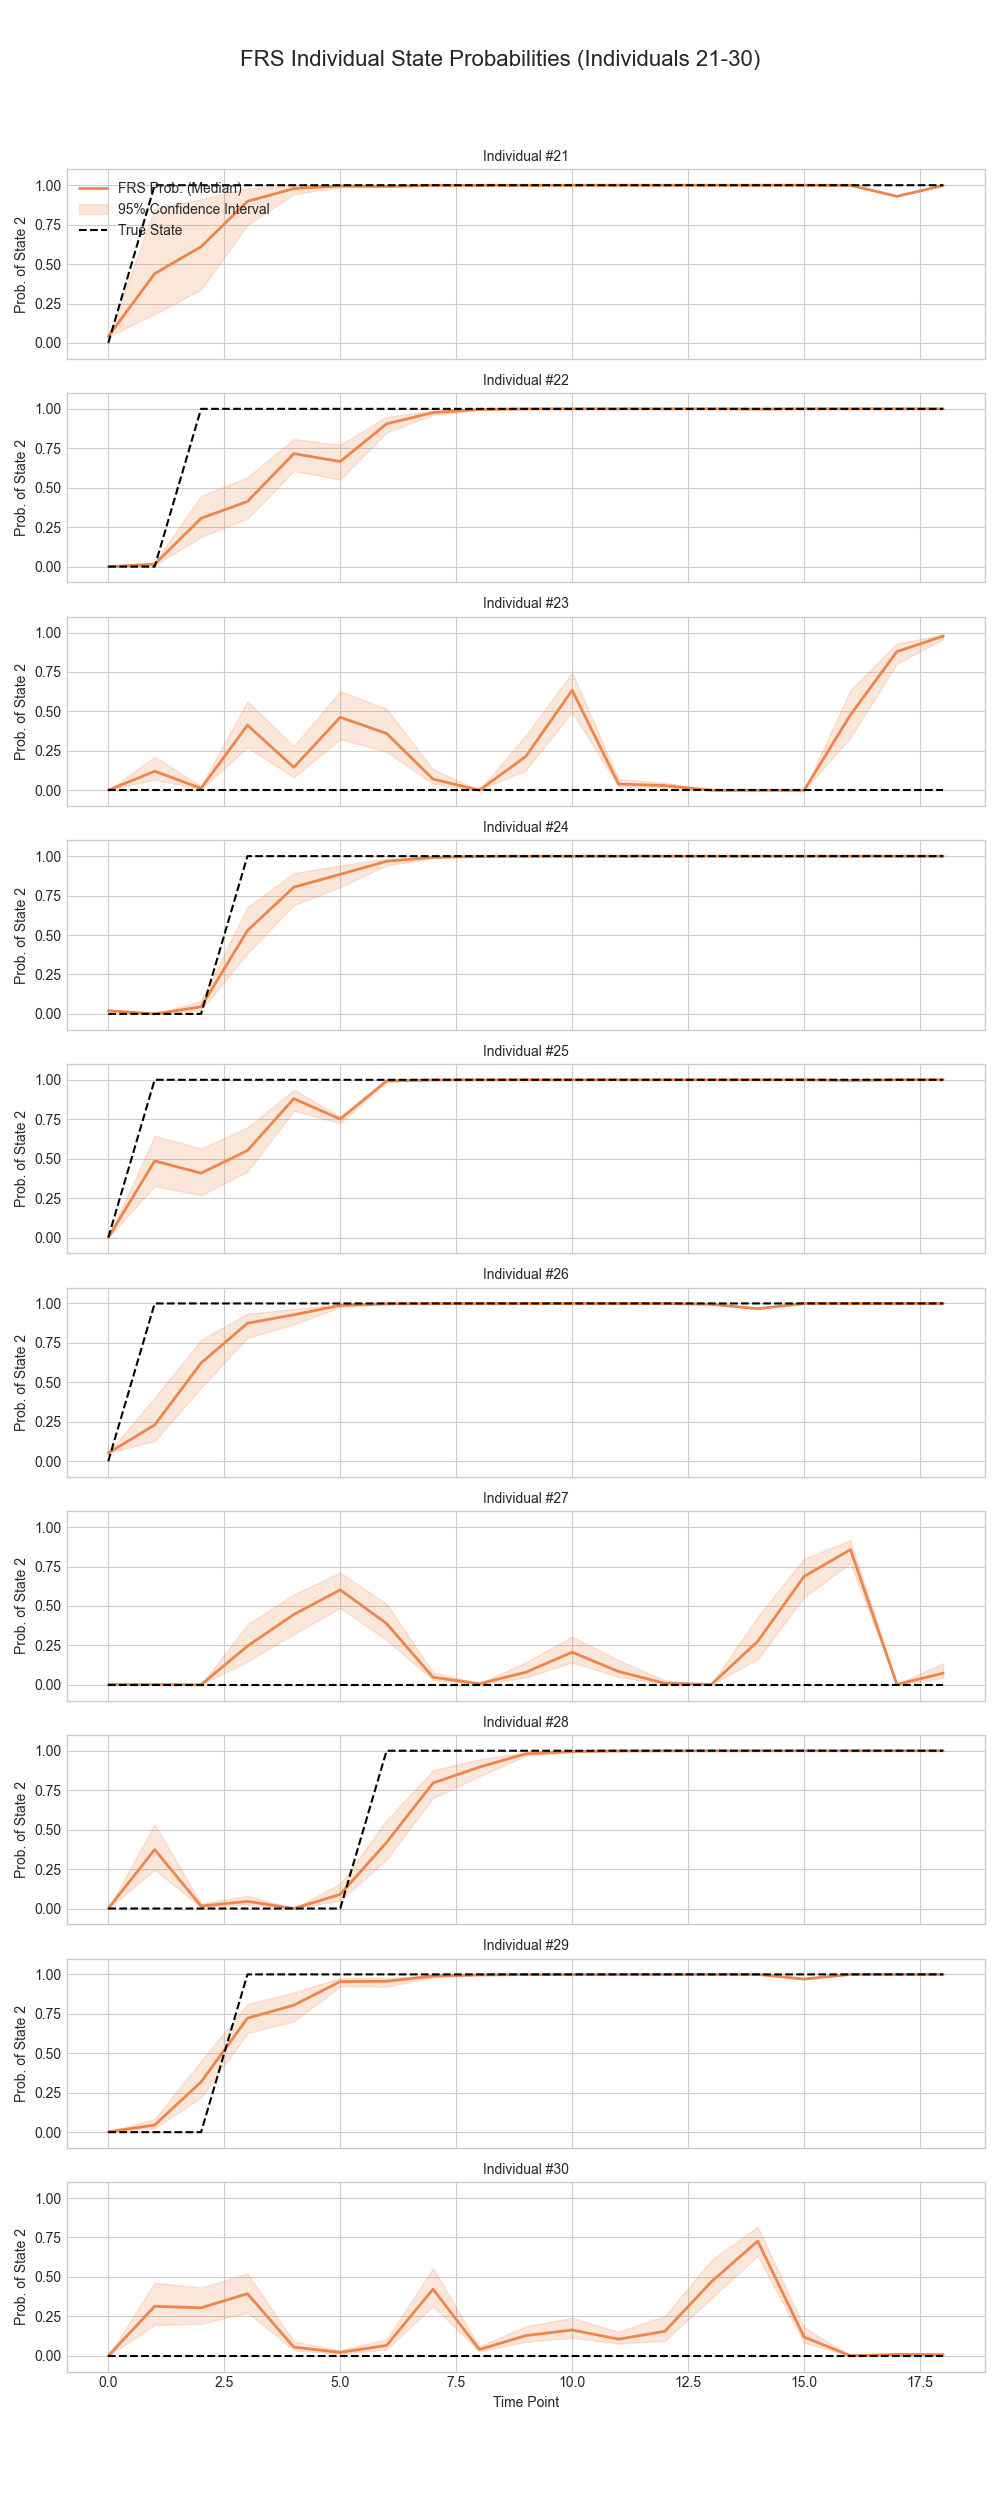 FRS Individual State Probabilities (Individuals 21-30)
Individual #21
FRS Prob. (Median)
95% Confidence Interval
True State
Prob. of State 2
1.00
0.75
0.50
0.25
0.00
Individual #22
Prob. of State 2
1.00
0.75
0.50
0.25
0.00
Individual #23
Prob. of State 2
1.00
0.75
0.50
0.25
0.00
Individual #24
Prob. of State 2
1.00
0.75
0.50
0.25
0.00
Individual #25
Prob. of State 2
1.00
0.75
0.50
0.25
0.00
Individual #26
Prob. of State 2
1.00
0.75
0.50
0.25
0.00
Individual #27
Prob. of State 2
1.00
0.75
0.50
0.25
0.00
Individual #28
Prob. of State 2
1.00
0.75
0.50
0.25
0.00
Individual #29
Prob. of State 2
1.00
0.75
0.50
0.25
0.00
Individual #30
Prob. of State 2
1.00
0.75
0.50
0.25
0.00
0.0 2.5 5.0 7.5 10.0 12.5 15.0 17.5
Time Point